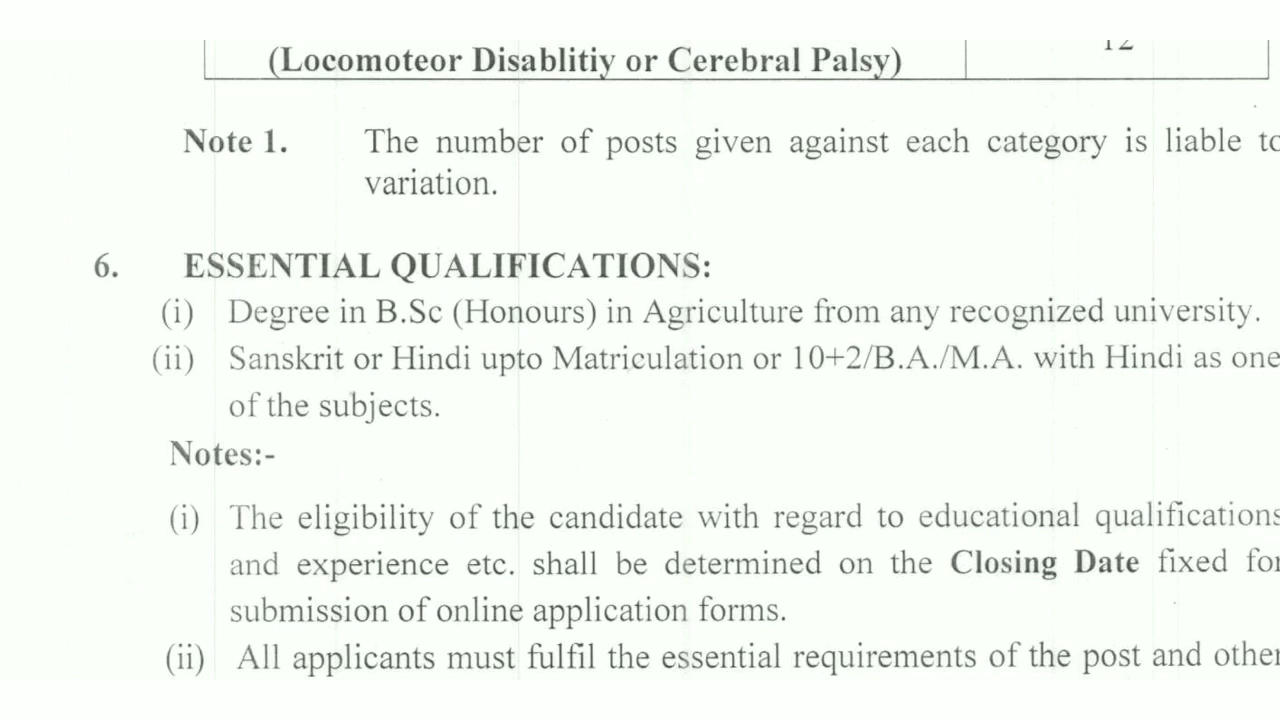 (Locomoteor Disablitiy or Cerebral Palsy) 12
Note 1. The number of posts given against each category is liable to
variation.
6. ESSENTIAL QUALIFICATIONS:
(i) Degree in B.Sc (Honours) in Agriculture from any recognized university.
(ii) Sanskrit or Hindi upto Matriculation or 10+2/B.A./M.A. with Hindi as one
of the subjects.
Notes:-
(i) The eligibility of the candidate with regard to educational qualifications
and experience etc. shall be determined on the Closing Date fixed for
submission of online application forms.
(ii) All applicants must fulfil the essential requirements of the post and other